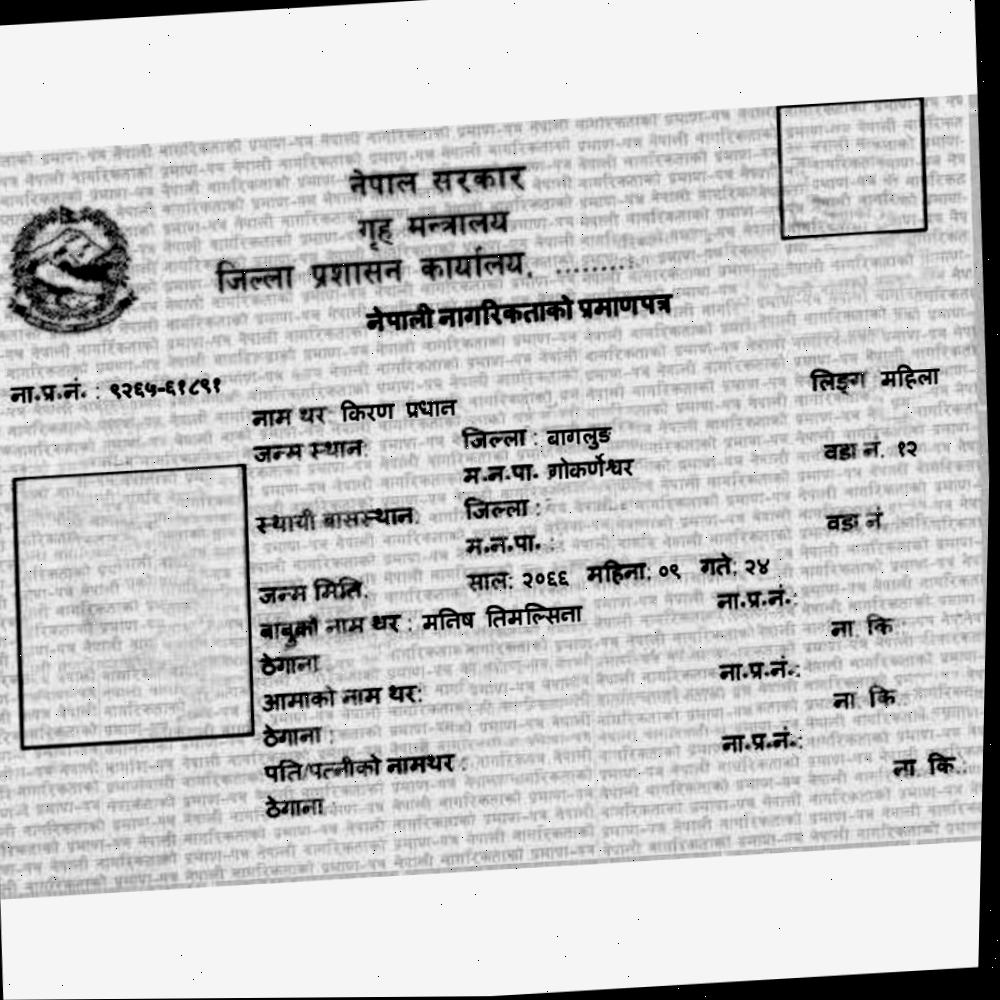 नेपाल सरकार
गृह मन्त्रालय
जिल्ला प्रशासन कार्यालय, .........
नेपाली नागरिकताको प्रमाणपत्र
ना.प्र.नं. : ९२६५-६१८९१
लिङ्ग महिला
नाम थर: किरण प्रधान
जन्म स्थान: जिल्ला : बागलुङ
म.न.पा. गोकर्णेश्वर वडा नं. १२
स्थायी बासस्थान: जिल्ला :
म.न.पा. : वडा नं.
जन्म मिति: साल: २०६६ महिना: ०९ गते: २४
बाबुको नाम थर : मनिष तिमल्सिना ना.प्र.नं.:
ठेगाना ना. कि.
आमाको नाम थर: ना.प्र.नं.:
ठेगाना : ना. कि.
पति/पत्नीको नामथर : ना.प्र.नं.:
ठेगाना : ना. कि.: